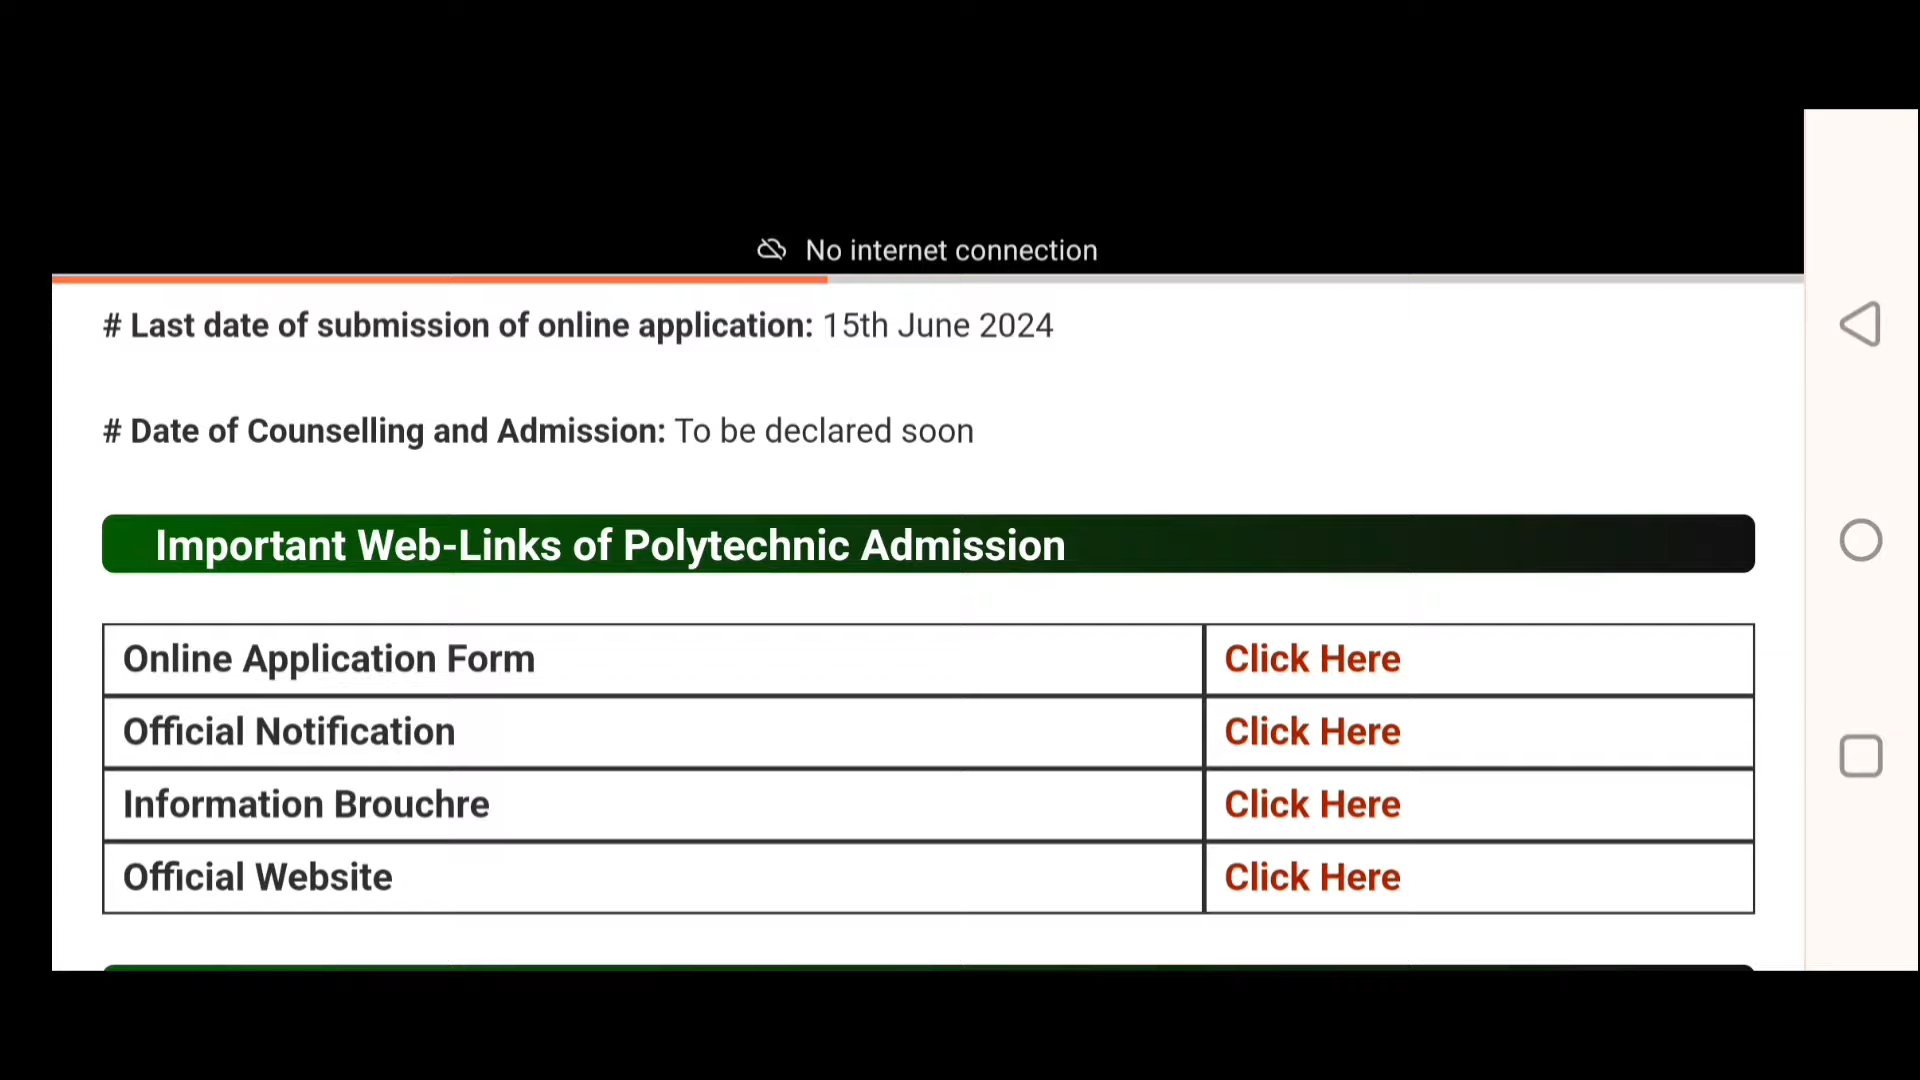 No internet connection
# Last date of submission of online application: 15th June 2024
# Date of Counselling and Admission: To be declared soon
Important Web-Links of Polytechnic Admission
Online Application Form Click Here
Official Notification Click Here
Information Brouchre Click Here
Official Website Click Here